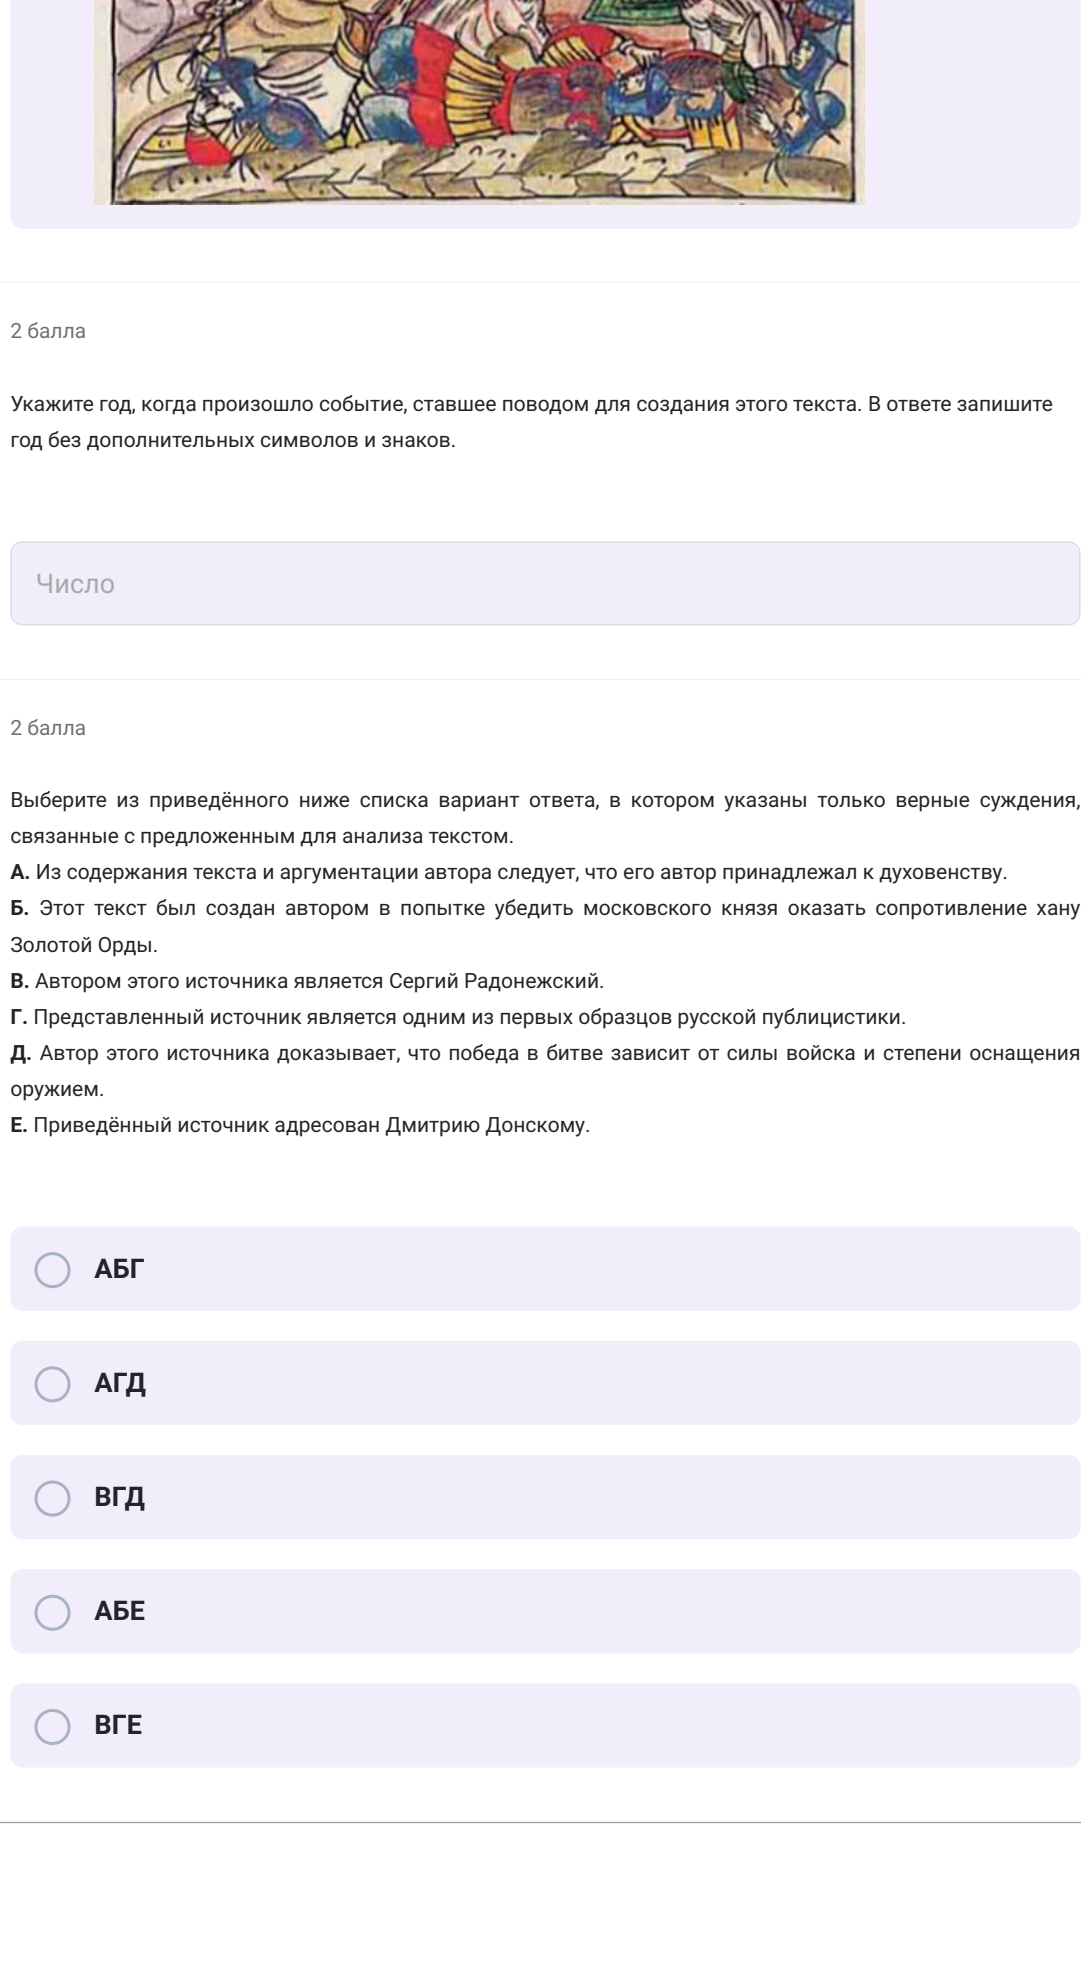 2 балла
Укажите год, когда произошло событие, ставшее поводом для создания этого текста. В ответе запишите
год без дополнительных символов и знаков.
Число
2 балла
Выберите из приведённого ниже списка вариант ответа, в котором указаны только верные суждения,
связанные с предложенным для анализа текстом.
А. Из содержания текста и аргументации автора следует, что его автор принадлежал к духовенству.
Б. Этот текст был создан автором в попытке убедить московского князя оказать сопротивление хану
Золотой Орды.
В. Автором этого источника является Сергий Радонежский.
Г. Представленный источник является одним из первых образцов русской публицистики.
Д. Автор этого источника доказывает, что победа в битве зависит от силы войска и степени оснащения
оружием.
Е. Приведённый источник адресован Дмитрию Донскому.
АБГ
АГД
ВГД
АБЕ
ВГЕ